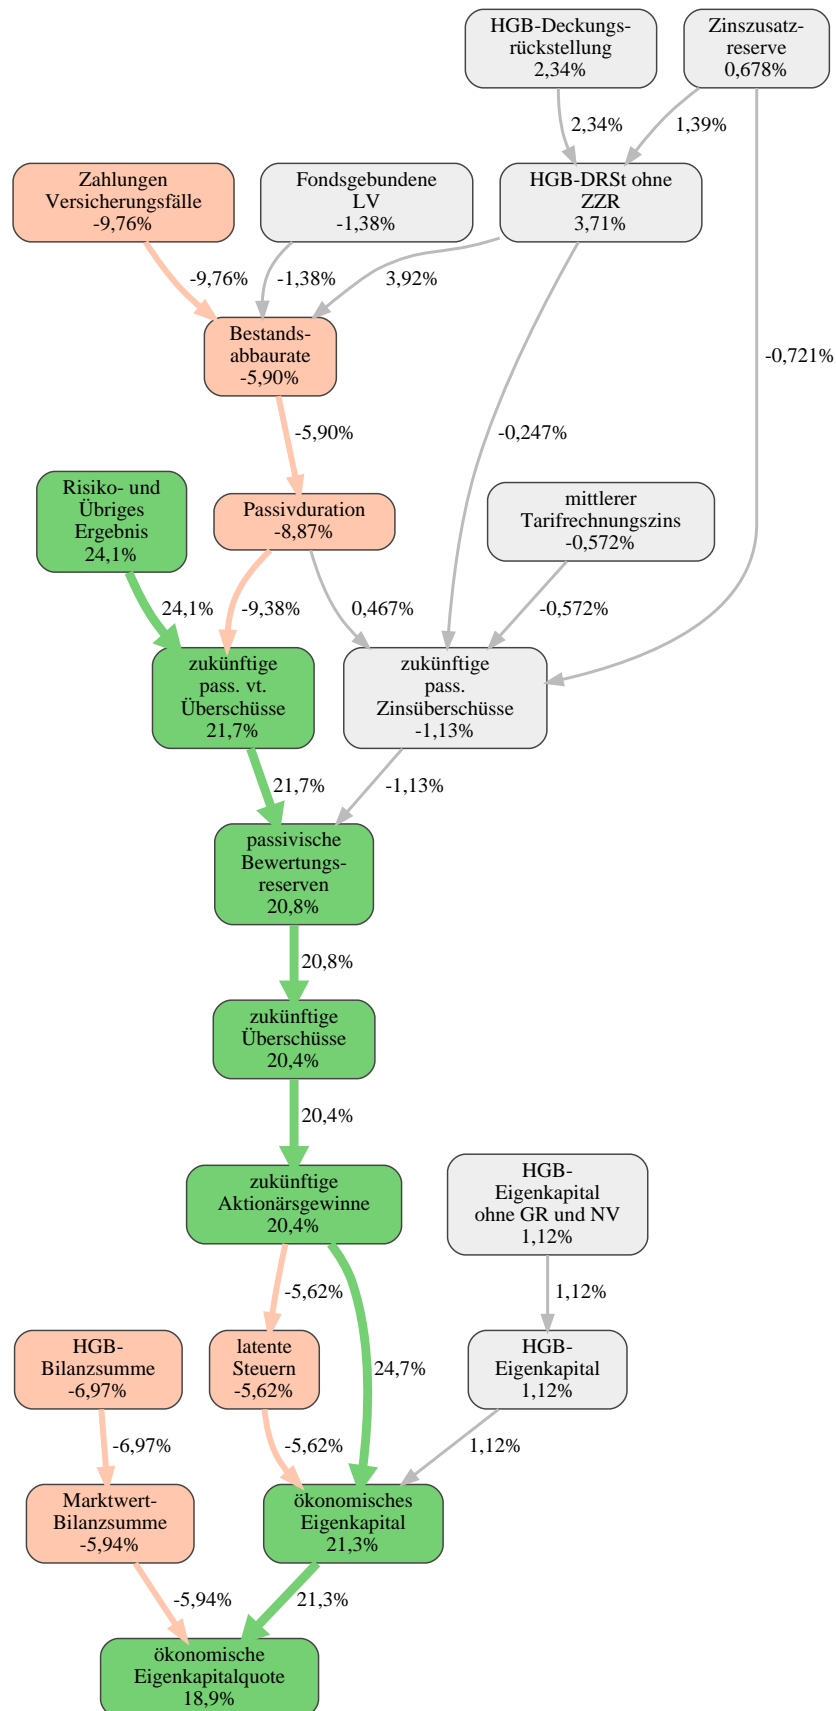 HGB-Deckungs-
rückstellung
2,34%
Zinszusatz-
reserve
0,678%
2,34%
1,39%
Zahlungen
Versicherungsfälle
-9,76%
Fondsgebundene
LV
-1,38%
HGB-DRSt ohne
ZZR
3,71%
-9,76%
-1,38%
3,92%
Bestands-
abbaurate
-5,90%
-0,721%
-5,90%
-0,247%
Risiko- und
Übriges
Ergebnis
24,1%
Passivduration
-8,87%
mittlerer
Tarifrechnungszins
-0,572%
24,1%
-9,38%
0,467%
-0,572%
zukünftige
pass. vt.
Überschüsse
21,7%
zukünftige
pass.
Zinsüberschüsse
-1,13%
21,7%
-1,13%
passivische
Bewertungs-
reserven
20,8%
20,8%
zukünftige
Überschüsse
20,4%
20,4%
zukünftige
Aktionärsgewinne
20,4%
HGB-
Eigenkapital
ohne GR und NV
1,12%
-5,62%
1,12%
HGB-
Bilanzsumme
-6,97%
latente
Steuern
-5,62%
24,7%
HGB-
Eigenkapital
1,12%
-6,97%
-5,62%
1,12%
Marktwert-
Bilanzsumme
-5,94%
ökonomisches
Eigenkapital
21,3%
-5,94%
21,3%
ökonomische
Eigenkapitalquote
18,9%